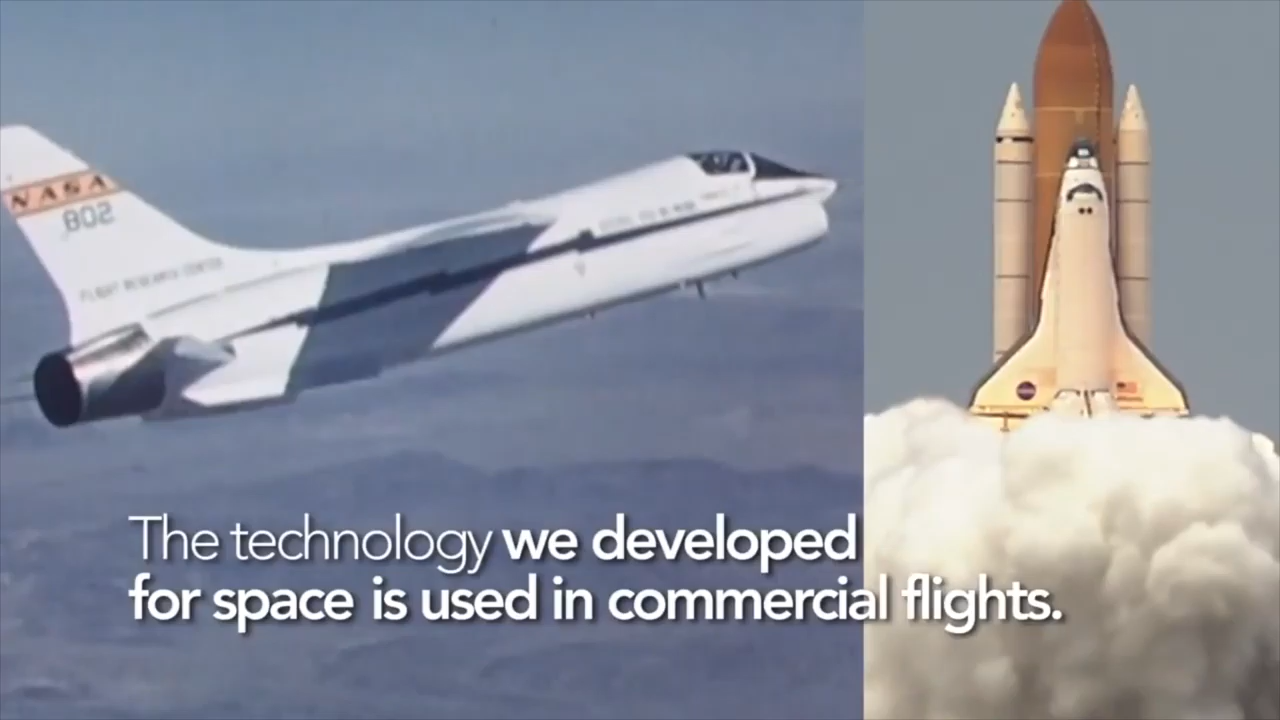 NASA
802
FLIGHT RESEARCH CENTER
The technology we developed
for space is used in commercial flights.